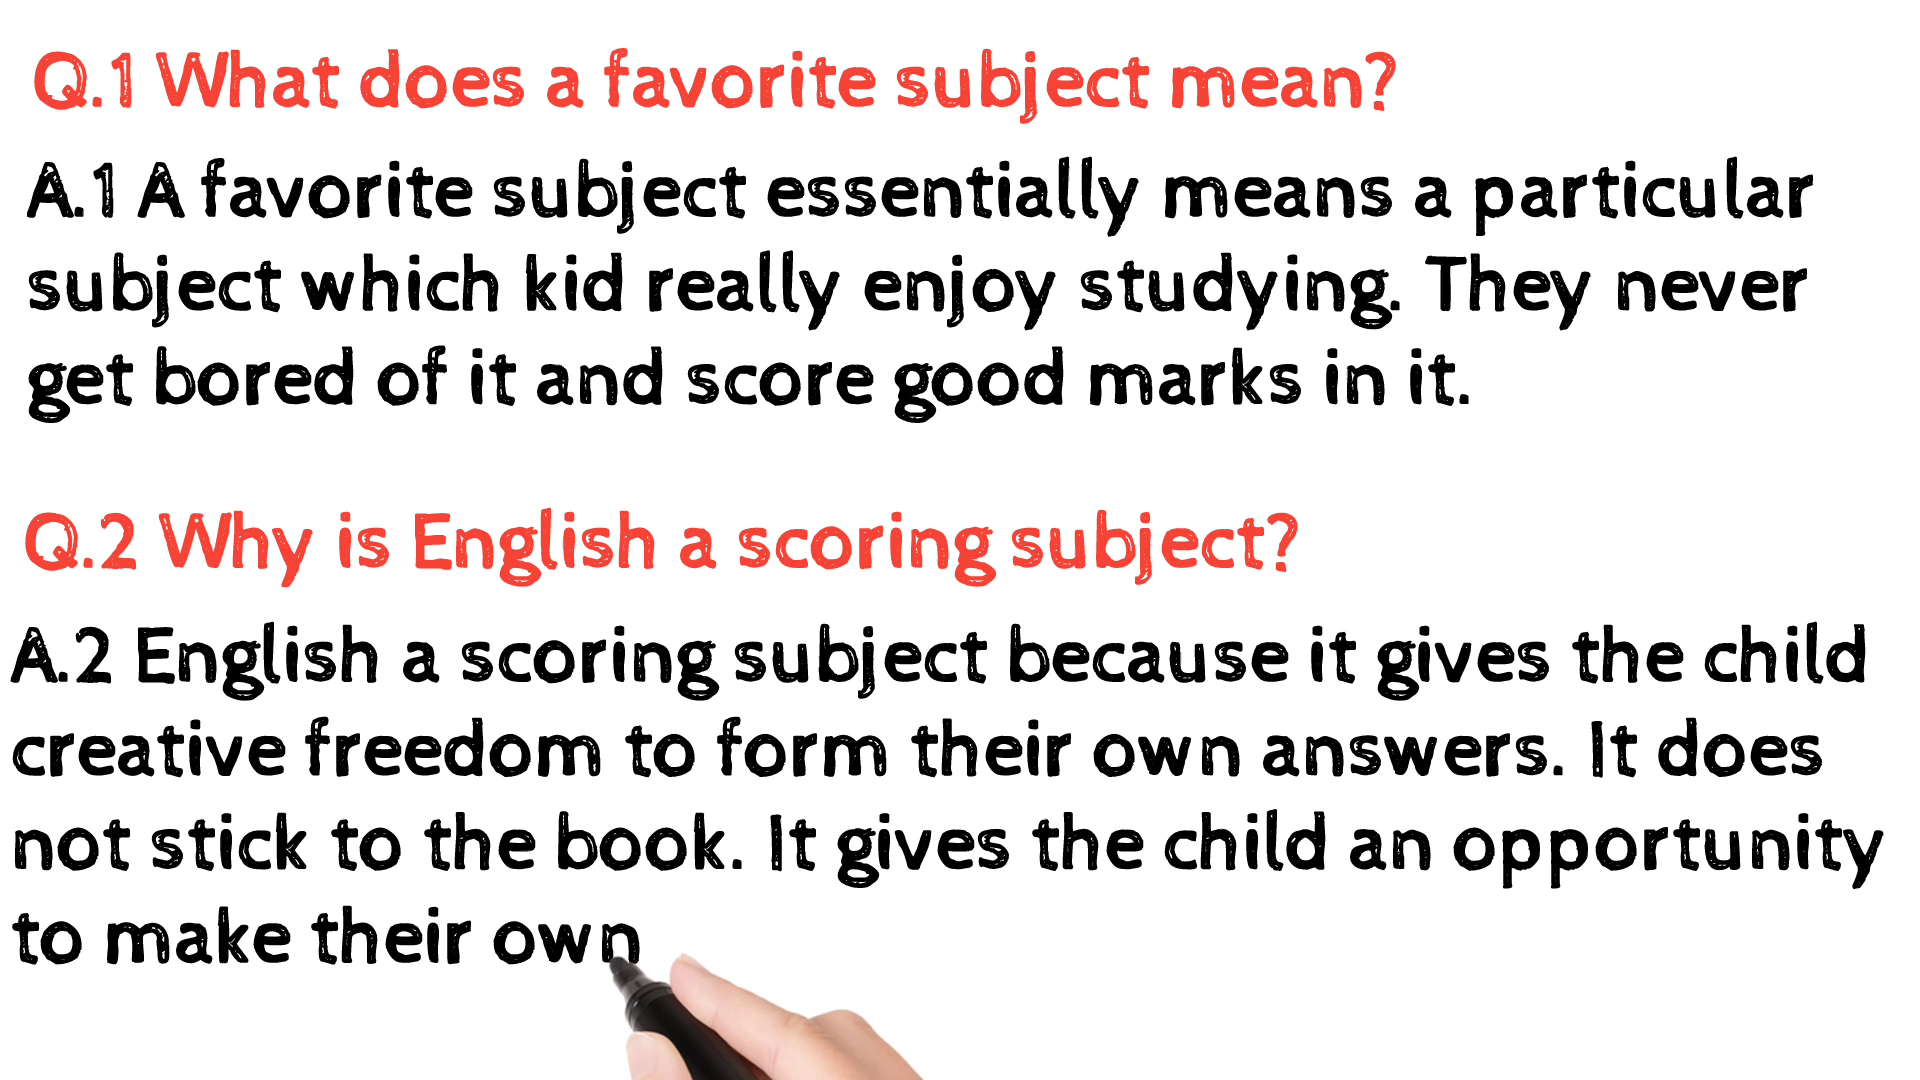 Q.1 What does a favorite subject mean?
A.1 A favorite subject essentially means a particular
subject which kid really enjoy studying. They never
get bored of it and score good marks in it.
Q.2 Why is English a scoring subject?
A.2 English a scoring subject because it gives the child
creative freedom to form their own answers. It does
not stick to the book. It gives the child an opportunity
to make their own